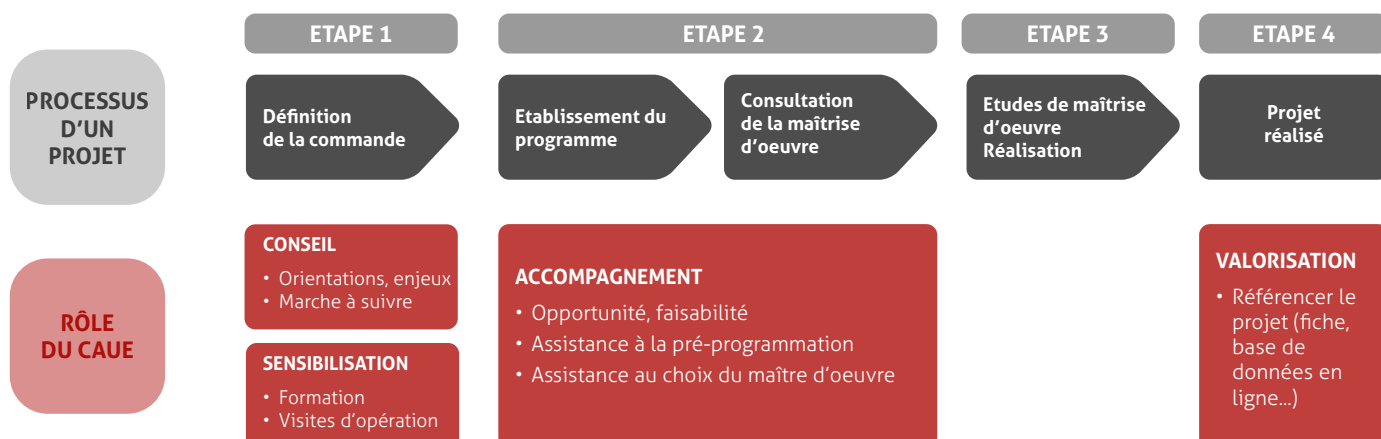 ETAPE 1
ETAPE 2
ETAPE 3
ETAPE 4
PROCESSUS
D'UN
PROJET
Définition
de la commande
Etablissement du
programme
Consultation
de la maîtrise
d'oeuvre
Etudes de maîtrise
d'oeuvre
Réalisation
Projet
réalisé
RÔLE
DU CAUE
CONSEIL
• Orientations, enjeux
• Marche à suivre
SENSIBILISATION
• Formation
• Visites d'opération
ACCOMPAGNEMENT
• Opportunité, faisabilité
• Assistance à la pré-programmation
• Assistance au choix du maître d'oeuvre
VALORISATION
• Référencer le
projet (fiche,
base de
données en
ligne...)